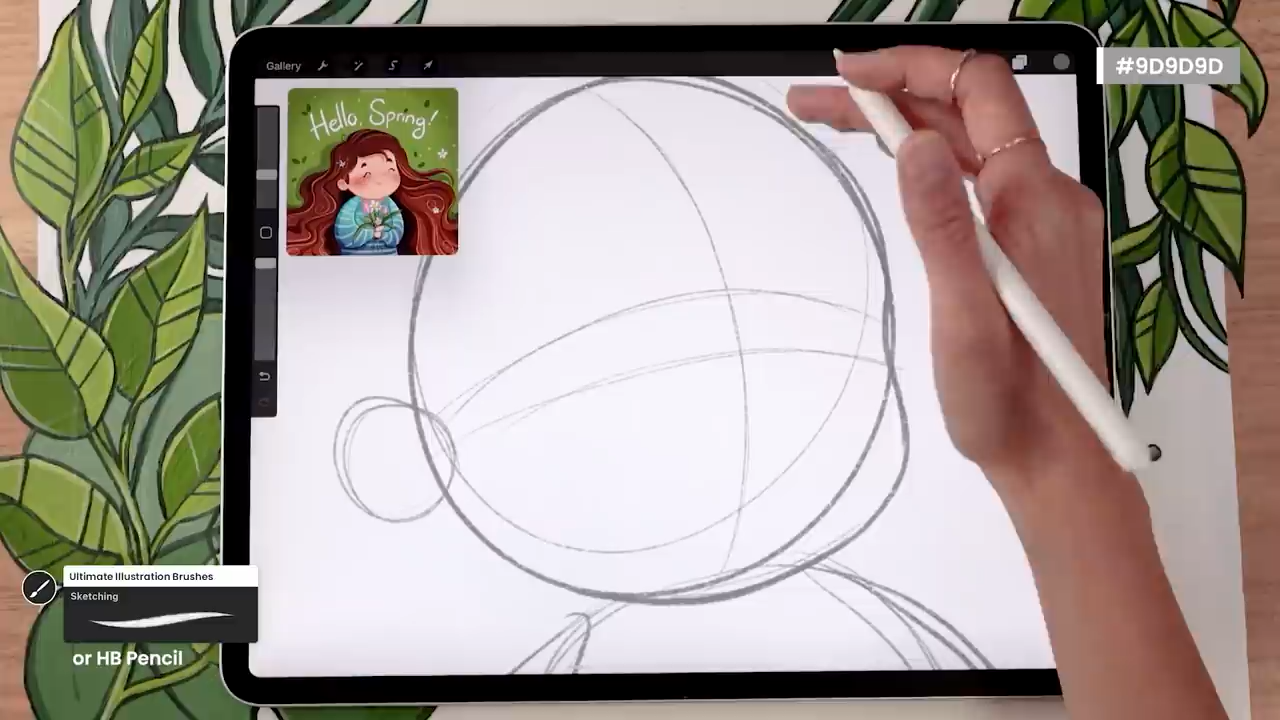 Gallery
#9D9D9D
Hello, Spring!
Ultimate Illustration Brushes
Sketching
or HB Pencil